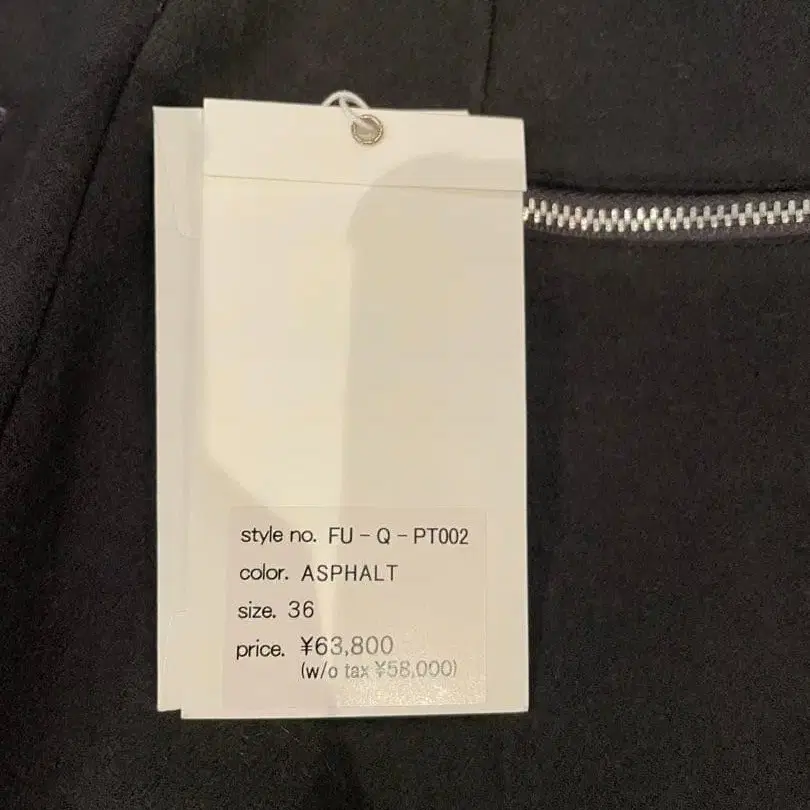 style no. FU - Q - PT002
color. ASPHALT
size. 36
price. ¥63,800
(w/o tax ¥58,000)